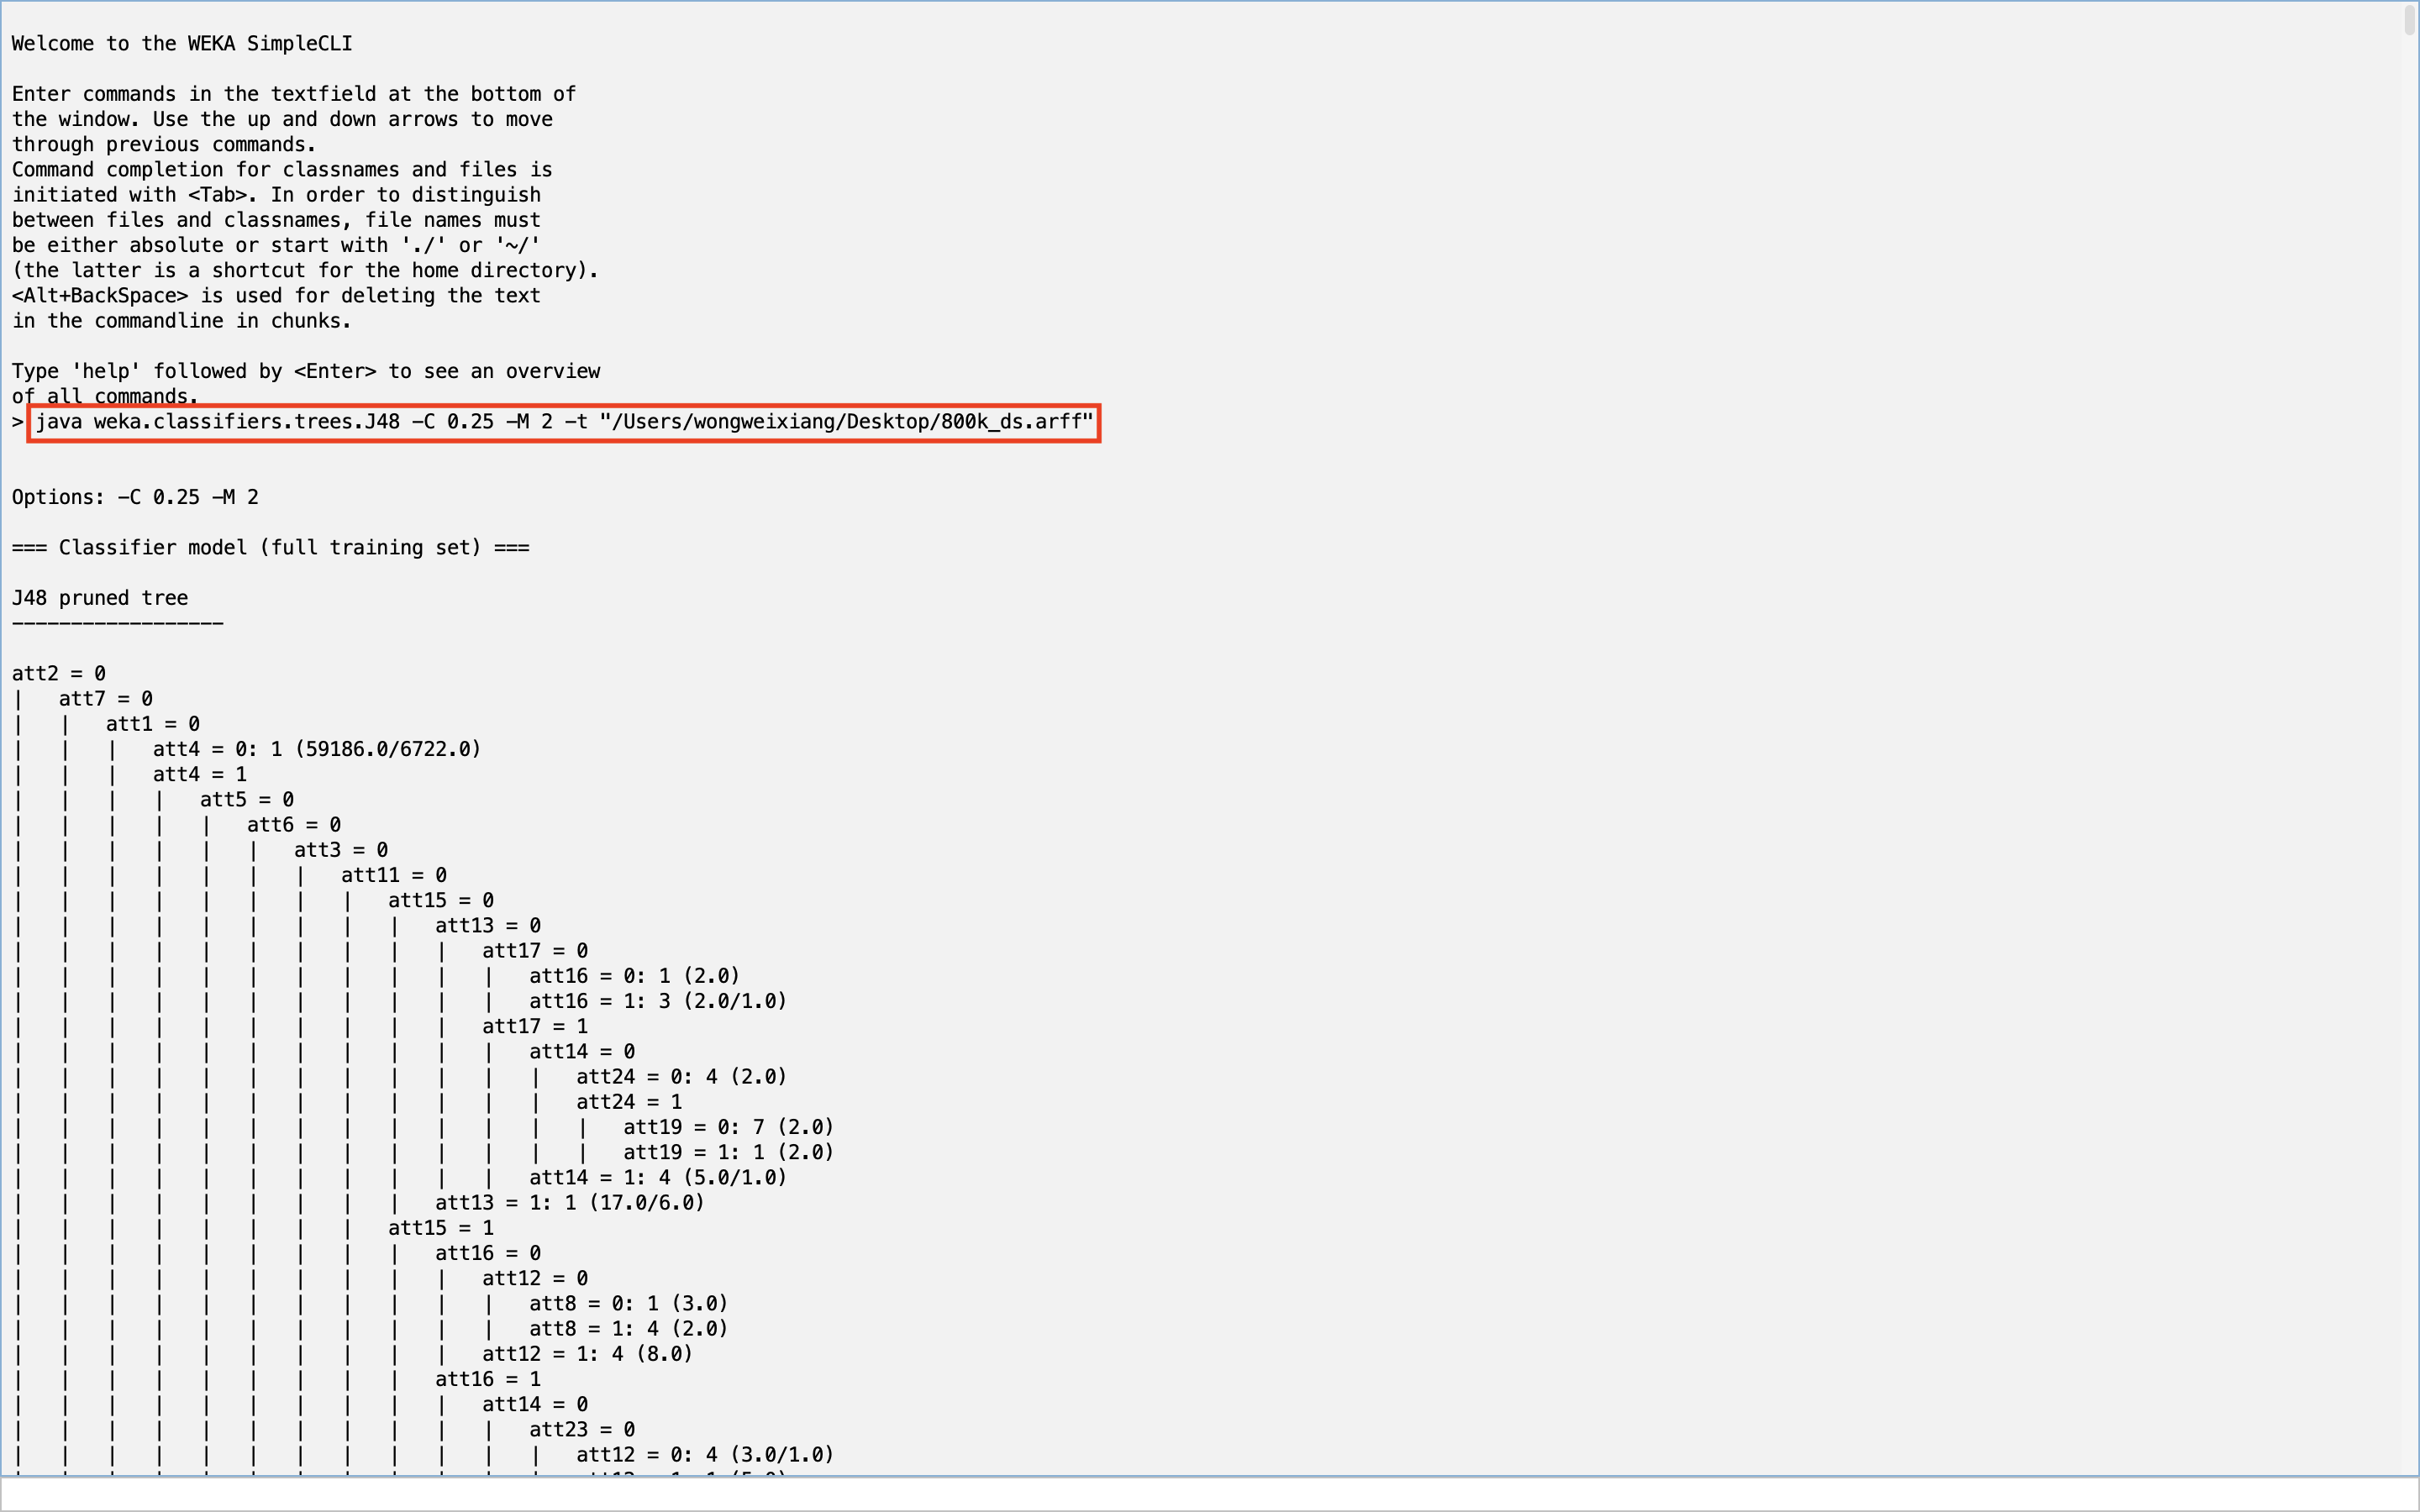 Welcome to the WEKA SimpleCLI
Enter commands in the textfield at the bottom of
the window. Use the up and down arrows to move
through previous commands.
Command completion for classnames and files is
initiated with <Tab>. In order to distinguish
between files and classnames, file names must
be either absolute or start with './' or '~/'
(the latter is a shortcut for the home directory).
<Alt+BackSpace> is used for deleting the text
in the commandline in chunks.
Type 'help' followed by <Enter> to see an overview
of all commands.
> java weka.classifiers.trees.J48 -C 0.25 -M 2 -t "/Users/wongweixiang/Desktop/800k_ds.arff"
Options: -C 0.25 -M 2
=== Classifier model (full training set) ===
J48 pruned tree
------------------
att2 = 0
|   att7 = 0
|   |   att1 = 0
|   |   |   att4 = 0: 1 (59186.0/6722.0)
|   |   |   att4 = 1
|   |   |   |   att5 = 0
|   |   |   |   |   att6 = 0
|   |   |   |   |   |   att3 = 0
|   |   |   |   |   |   |   att11 = 0
|   |   |   |   |   |   |   |   att15 = 0
|   |   |   |   |   |   |   |   |   att13 = 0
|   |   |   |   |   |   |   |   |   |   att17 = 0
|   |   |   |   |   |   |   |   |   |   |   att16 = 0: 1 (2.0)
|   |   |   |   |   |   |   |   |   |   |   att16 = 1: 3 (2.0/1.0)
|   |   |   |   |   |   |   |   |   |   att17 = 1
|   |   |   |   |   |   |   |   |   |   |   att14 = 0
|   |   |   |   |   |   |   |   |   |   |   |   att24 = 0: 4 (2.0)
|   |   |   |   |   |   |   |   |   |   |   |   att24 = 1
|   |   |   |   |   |   |   |   |   |   |   |   |   att19 = 0: 7 (2.0)
|   |   |   |   |   |   |   |   |   |   |   |   |   att19 = 1: 1 (2.0)
|   |   |   |   |   |   |   |   |   |   |   att14 = 1: 4 (5.0/1.0)
|   |   |   |   |   |   |   |   |   att13 = 1: 1 (17.0/6.0)
|   |   |   |   |   |   |   |   att15 = 1
|   |   |   |   |   |   |   |   |   att16 = 0
|   |   |   |   |   |   |   |   |   |   att12 = 0
|   |   |   |   |   |   |   |   |   |   |   att8 = 0: 1 (3.0)
|   |   |   |   |   |   |   |   |   |   |   att8 = 1: 4 (2.0)
|   |   |   |   |   |   |   |   |   |   att12 = 1: 4 (8.0)
|   |   |   |   |   |   |   |   |   att16 = 1
|   |   |   |   |   |   |   |   |   |   att14 = 0
|   |   |   |   |   |   |   |   |   |   |   att23 = 0
|   |   |   |   |   |   |   |   |   |   |   |   att12 = 0: 4 (3.0/1.0)